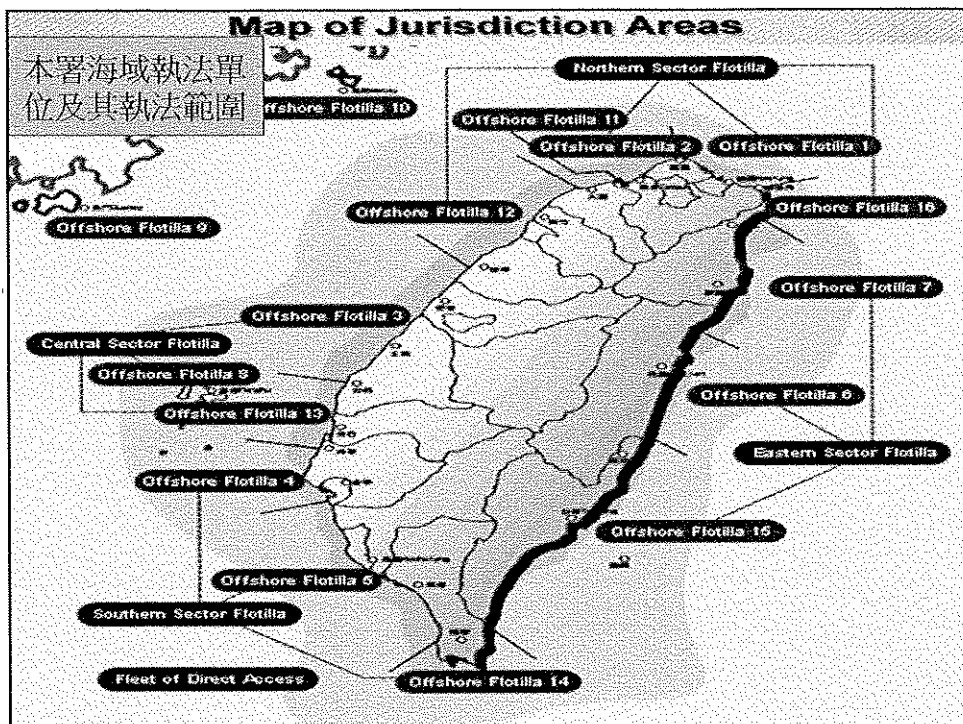 Map of Jurisdiction Areas
本署海域執法單
位及其執法範圍
Northern Sector Flotilla
Offshore Flotilla 10
Offshore Flotilla 11
Offshore Flotilla 2
Offshore Flotilla 1
Offshore Flotilla 12
Offshore Flotilla 16
Offshore Flotilla 9
Offshore Flotilla 7
Offshore Flotilla 3
Central Sector Flotilla
Offshore Flotilla 8
Offshore Flotilla 13
Offshore Flotilla 6
Eastern Sector Flotilla
Offshore Flotilla 4
Offshore Flotilla 15
Offshore Flotilla 5
Southern Sector Flotilla
Fleet of Direct Access
Offshore Flotilla 14